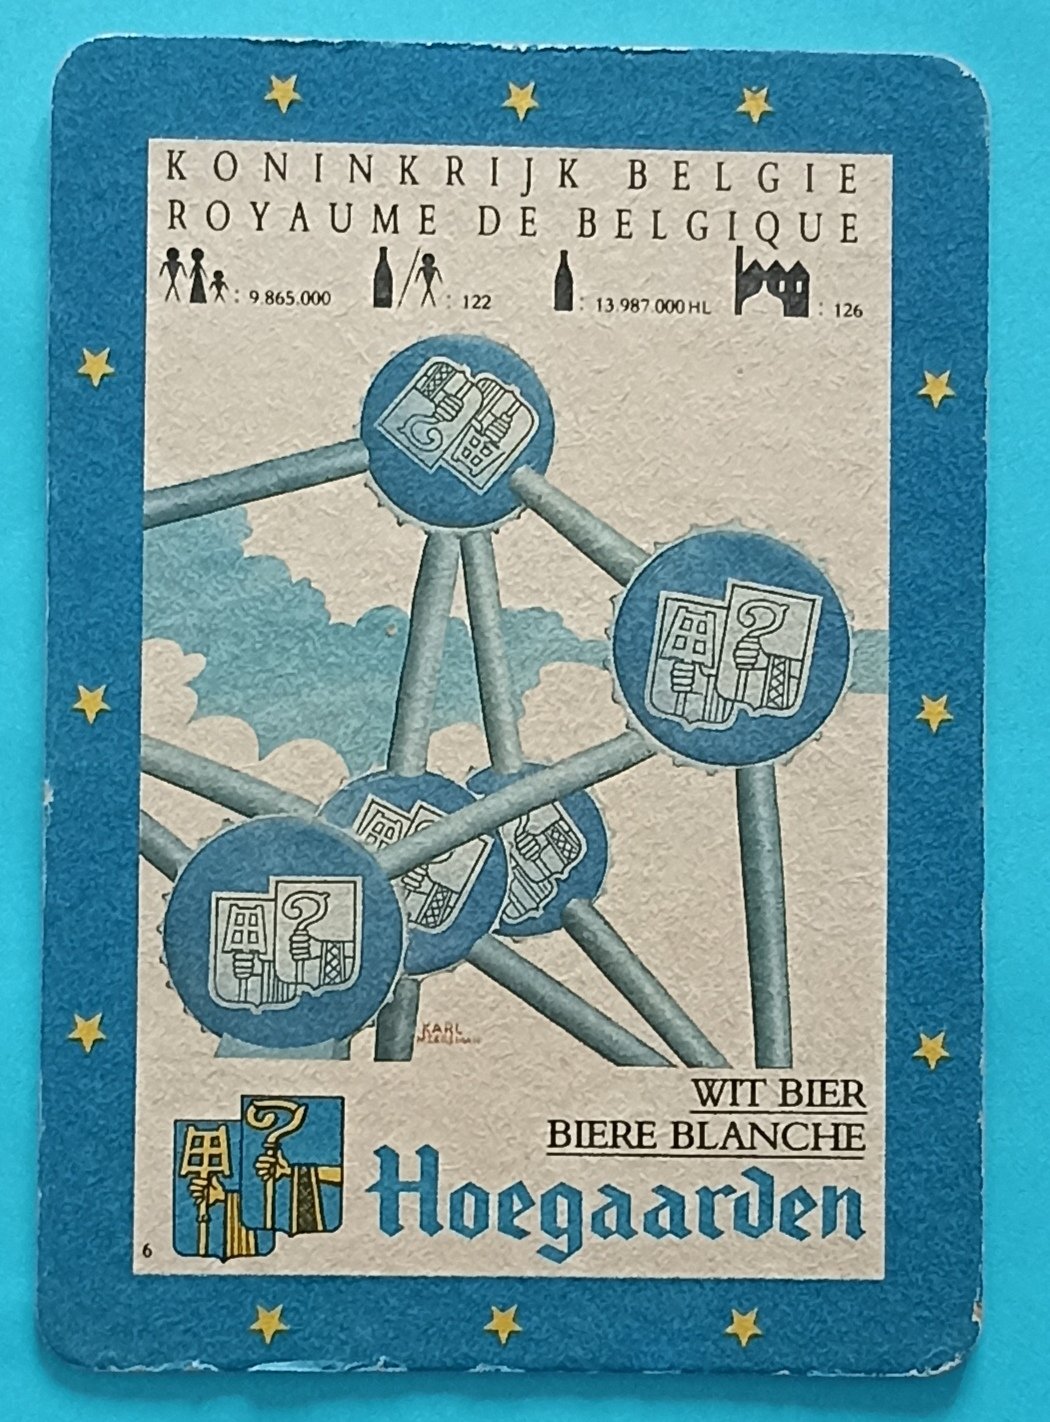 KONINKRIJK BELGIE
ROYAUME DE BELGIQUE
: 9.865.000 : 122 : 13.987.000 HL : 126
KARL
WIT BIER
BIERE BLANCHE
Hoegaarden
6